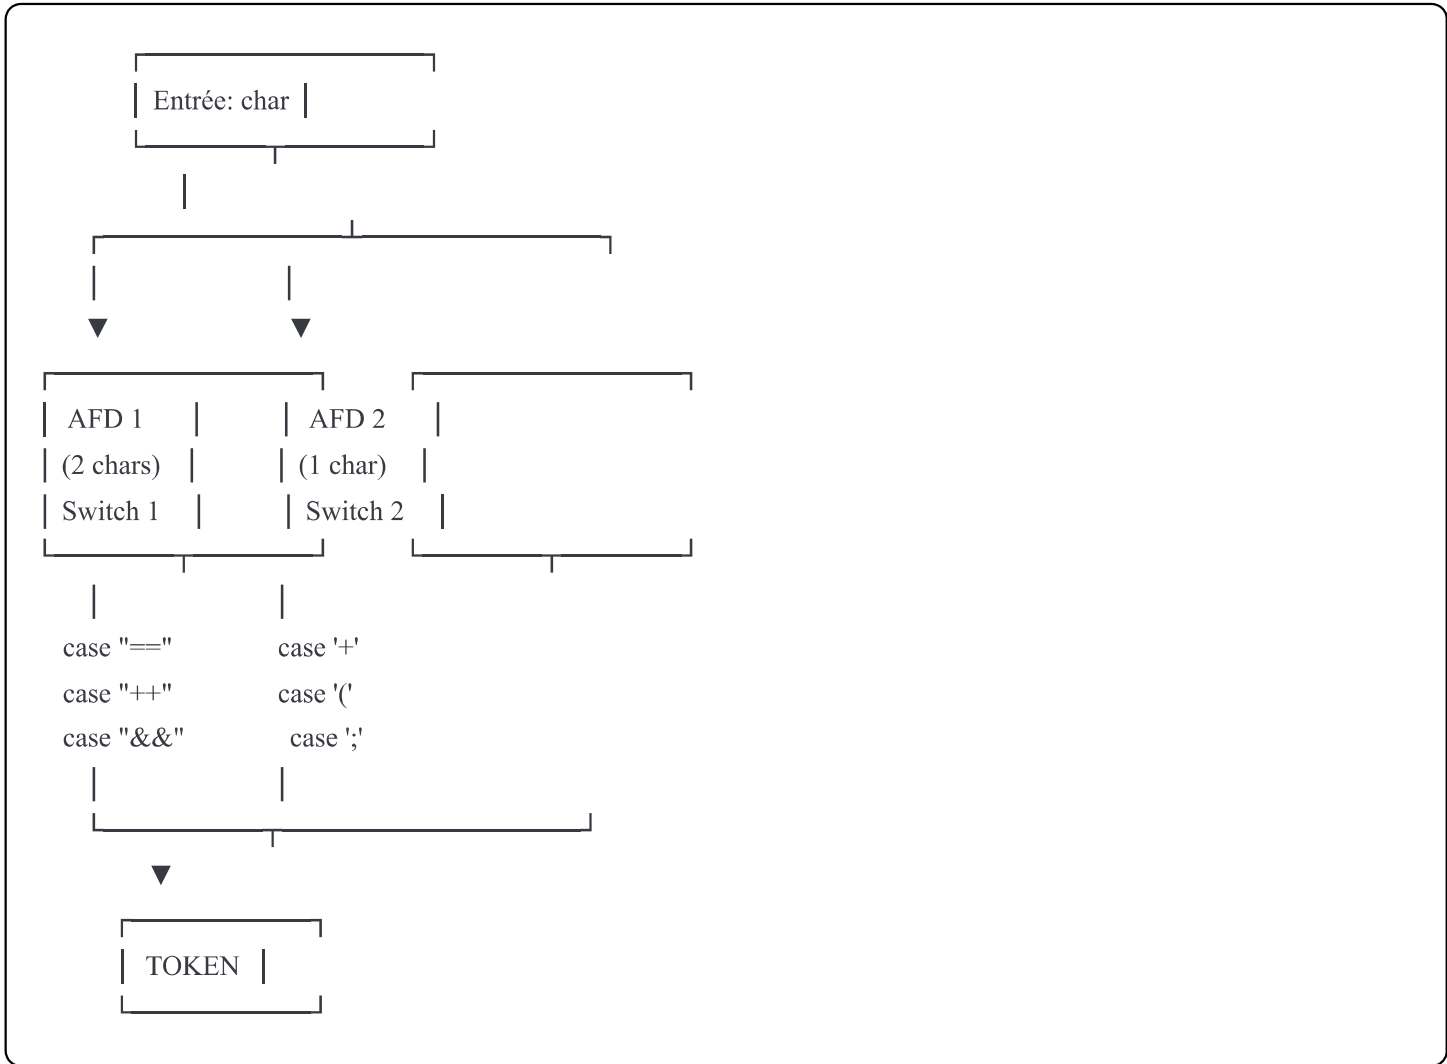 Entrée: char
AFD 1 AFD 2
(2 chars) (1 char)
Switch 1 Switch 2
case "==" case '+'
case "++" case '('
case "&&" case ';'
TOKEN